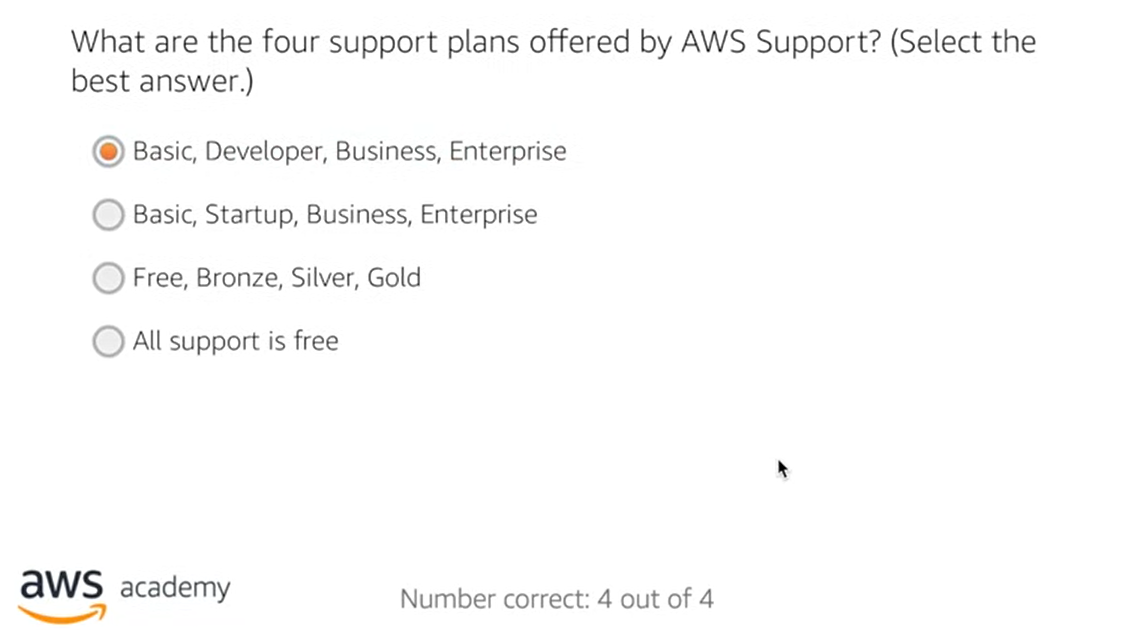 What are the four support plans offered by AWS Support? (Select the
best answer.)
Basic, Developer, Business, Enterprise
Basic, Startup, Business, Enterprise
Free, Bronze, Silver, Gold
All support is free
aws academy
Number correct: 4 out of 4